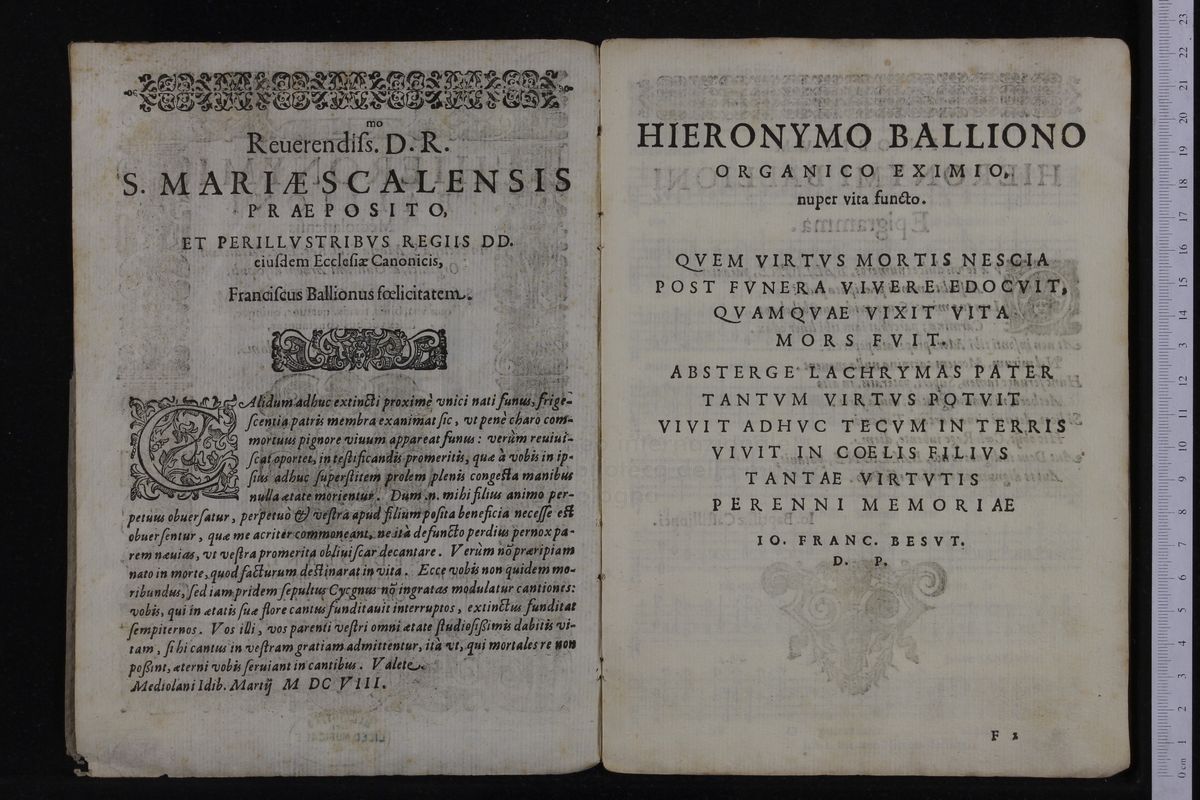 Reuerendiſs.mo D. R.
S. MARIÆ SCALENSIS
PRAEPOSITO,
ET PERILLVSTRIBVS REGIIS DD.
eiuſdem Eccleſiæ Canonicis,
Franciſcus Ballionus fœlicitatem.
CAlidum adhuc extincti proximè vnici nati funus, frige-
ſcentia patris membra exanimat ſic, vt penè charo com-
mortuus pignore viuum appareat funus: verùm reuiui-
ſcat oportet, in teſtificandis promeritis, quæ à vobis in ip-
ſius adhuc ſuperſtitem prolem plenis congeſta manibus
nulla ætate morientur. Dum .n. mihi filius animo per-
petuus obuerſatur, perpetuò & veſtra apud filium poſita beneficia neceſſe eſt
obuerſentur, quæ me acriter commoneant, ne ità defuncto perdius pernox pa-
rem næuias, vt veſtra promerita obliuiſcar decantare. Verùm nõ præripiam
nato in morte, quod facturum deſtinarat in vita. Ecce vobis non quidem mo-
ribundus, ſed iam pridem ſepultus Cycgnus nõ ingratas modulatur cantiones:
vobis, qui in ætatis ſuæ flore cantus funditauit interruptos, extinctus funditat
ſempiternos. Vos illi, vos parenti veſtri omni ætate ſtudioſißimis dabitis vi-
tam, ſi hi cantus in veſtram gratiam admittentur, ità vt, qui mortales re non
poßint, æterni vobis ſeruiant in cantibus. Valete.
Mediolani Idib. Martij M DC VIII.
HIERONYMO BALLIONO
ORGANICO EXIMIO,
nuper vita functo.
QVEM VIRTVS MORTIS NESCIA
POST FVNERA VIVERE EDOCVIT,
QVAMQVAE VIXIT VITA
MORS FVIT.
ABSTERGE LACHRYMAS PATER
TANTVM VIRTVS POTVIT
VIVIT ADHVC TECVM IN TERRIS
VIVIT IN COELIS FILIVS
TANTAE VIRTVTIS
PERENNI MEMORIAE
IO. FRANC. BESVT.
D. P.
F 2